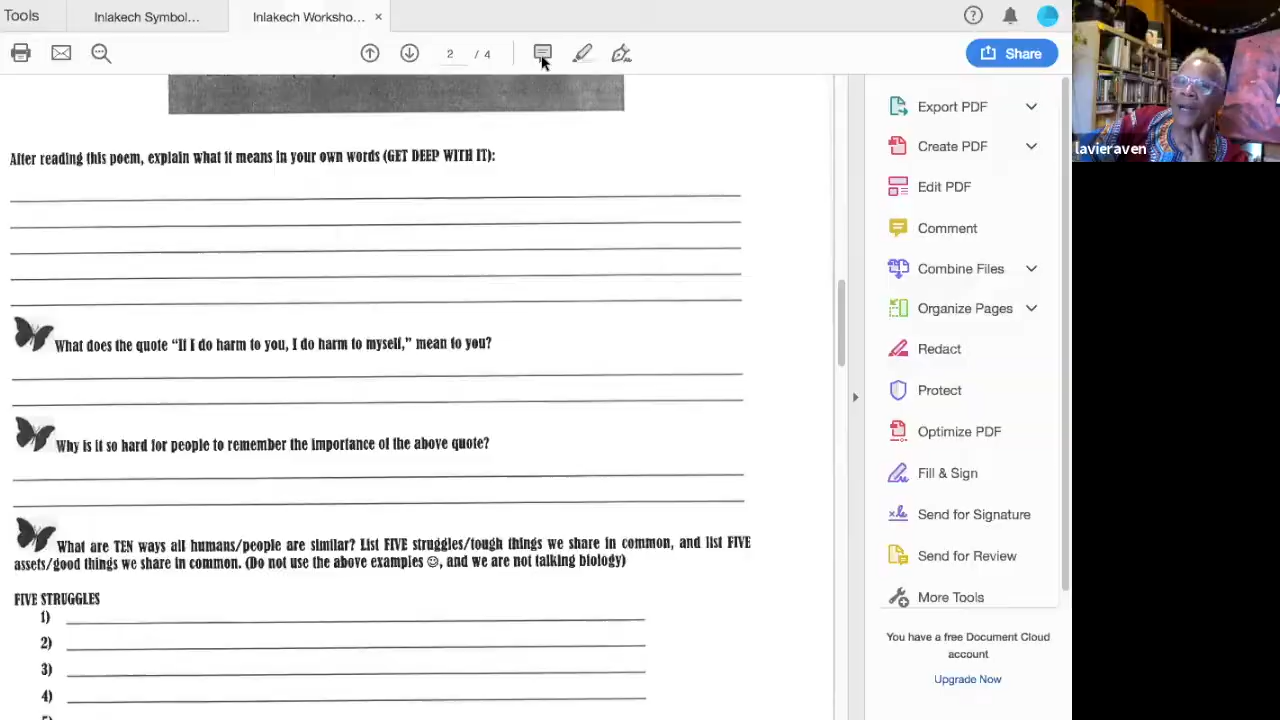 Tools
Inlakech Symbol...
Inlakech Worksho... ×
2 / 4
Share
lavieraven
After reading this poem, explain what it means in your own words (GET DEEP WITH IT):
What does the quote “If I do harm to you, I do harm to myself,” mean to you?
Why is it so hard for people to remember the importance of the above quote?
What are TEN ways all humans/people are similar? List FIVE struggles/tough things we share in common, and list FIVE
assets/good things we share in common. (Do not use the above examples ☺, and we are not talking biology)
FIVE STRUGGLES
1)
2)
3)
4)
Export PDF
Create PDF
Edit PDF
Comment
Combine Files
Organize Pages
Redact
Protect
Optimize PDF
Fill & Sign
Send for Signature
Send for Review
More Tools
You have a free Document Cloud
account
Upgrade Now